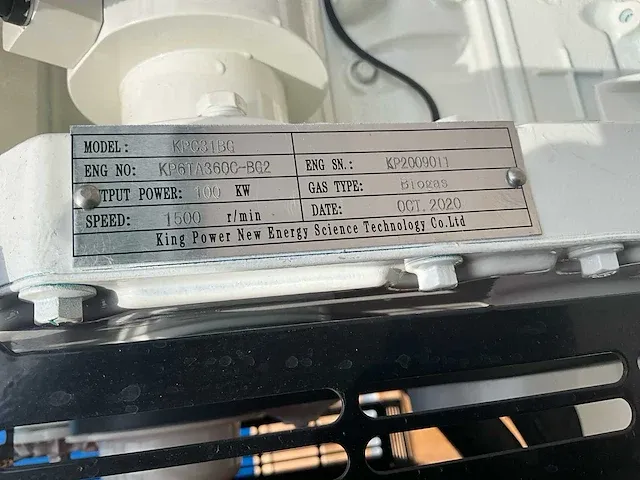 MODEL: KPC31BG
ENG NO: KP6TA360C-BG2 ENG SN.: KP2009011
OUTPUT POWER: 100 KW GAS TYPE: Biogas
SPEED: 1500 r/min DATE: OCT. 2020
King Power New Energy Science Technology Co.Ltd